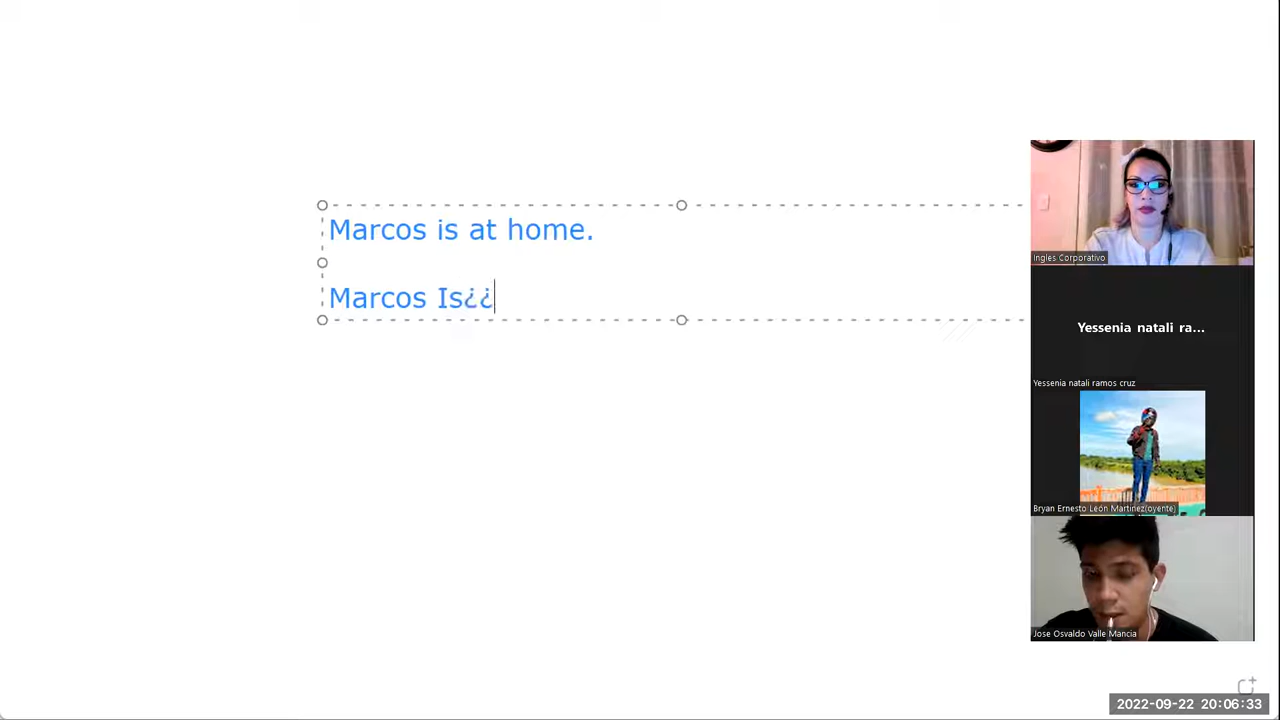 Marcos is at home.
Marcos Is¿¿
Ingles Corporativo
Yessenia natali ra...
Yessenia natali ramos cruz
Bryan Ernesto León Martinez(oyente)
Jose Osvaldo Valle Mancia
2022-09-22 20:06:33